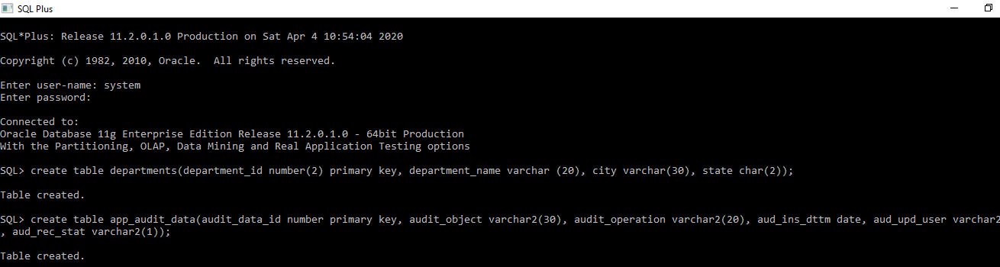 SQL Plus
SQL*Plus: Release 11.2.0.1.0 Production on Sat Apr 4 10:54:04 2020
Copyright (c) 1982, 2010, Oracle.  All rights reserved.
Enter user-name: system
Enter password:
Connected to:
Oracle Database 11g Enterprise Edition Release 11.2.0.1.0 - 64bit Production
With the Partitioning, OLAP, Data Mining and Real Application Testing options
SQL> create table departments(department_id number(2) primary key, department_name varchar (20), city varchar(30), state char(2));
Table created.
SQL> create table app_audit_data(audit_data_id number primary key, audit_object varchar2(30), audit_operation varchar2(20), aud_ins_dttm date, aud_upd_user varchar2
, aud_rec_stat varchar2(1));
Table created.